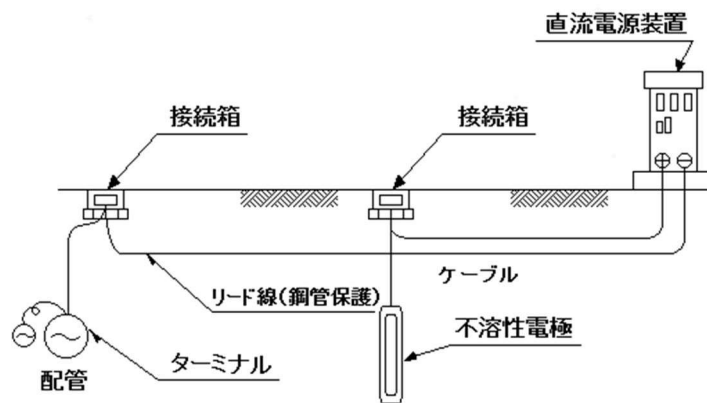 直流電源装置
接続箱
接続箱
⊕ ⊖
ケーブル
リード線(鋼管保護)
不溶性電極
ターミナル
配管